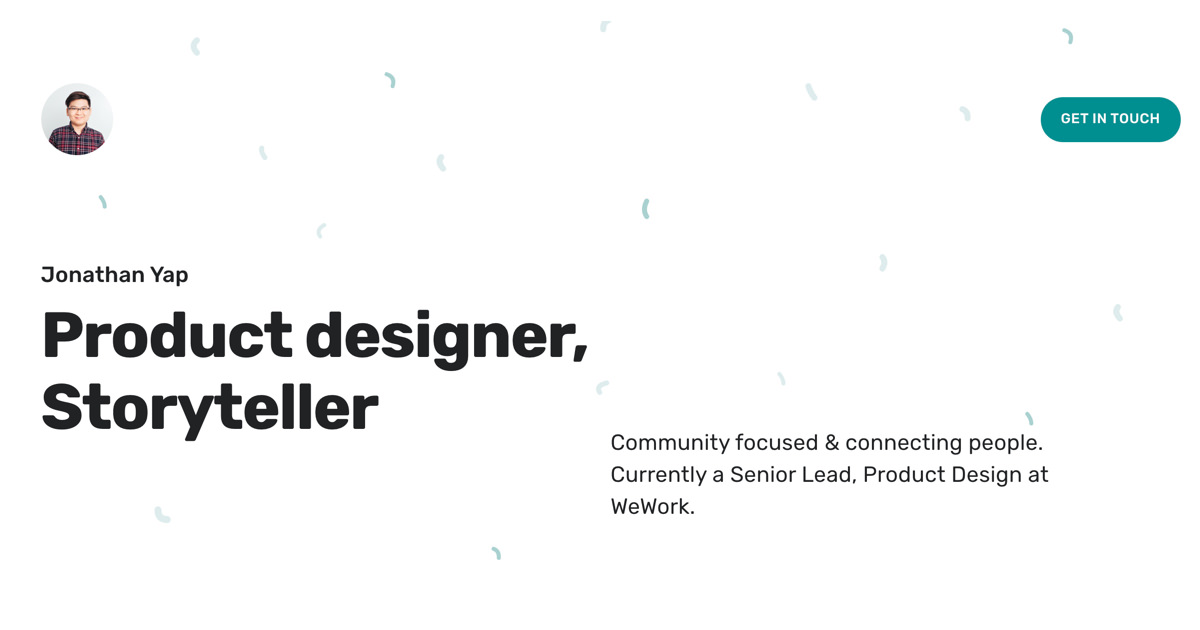 GET IN TOUCH
Jonathan Yap
Product designer,
Storyteller
Community focused & connecting people.
Currently a Senior Lead, Product Design at
WeWork.